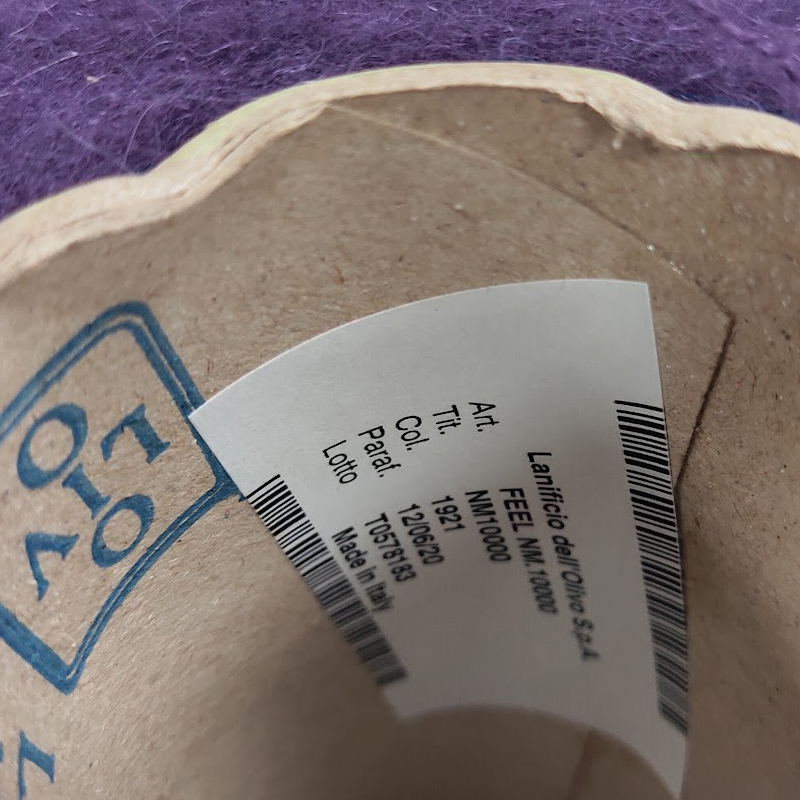 Lanificio dell'Olivo S.p.A.
Art. FEEL NM.10000
Tit. NM10000
Col. 1921
Paraf. 12/06/20
Lotto T0578183
Made in Italy
O L
I
V O